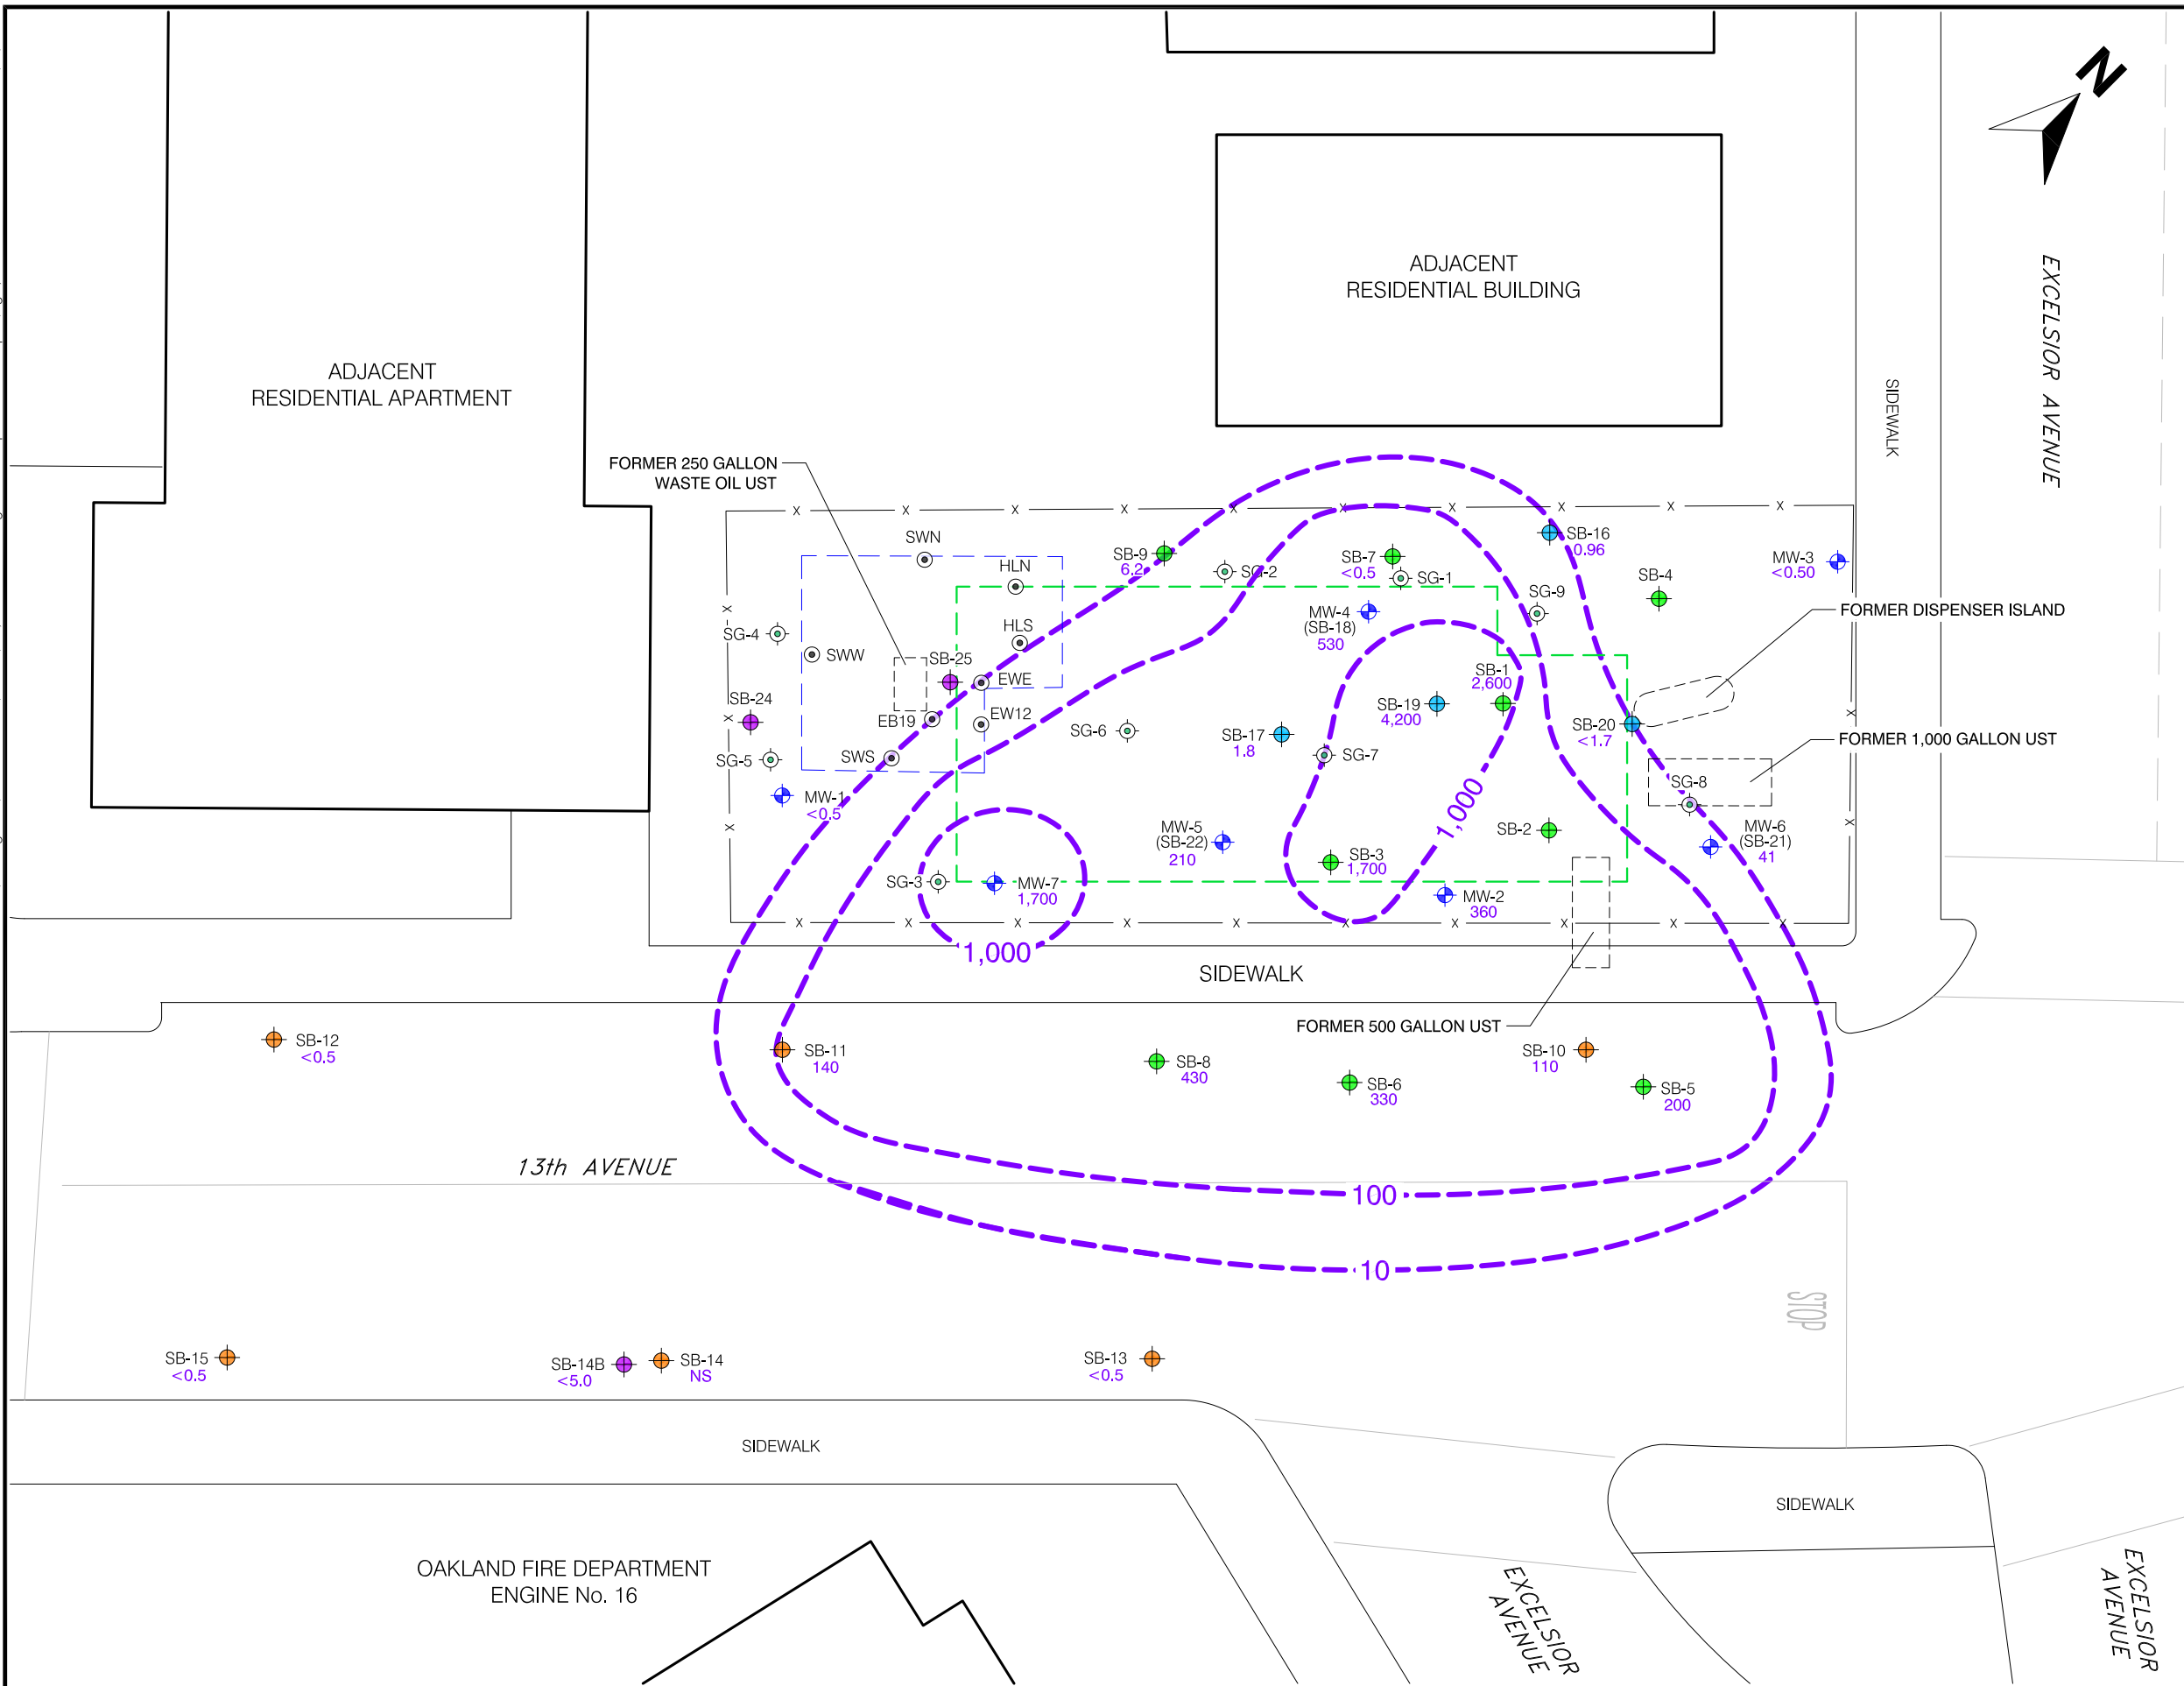 N
EXCELSIOR AVENUE
SIDEWALK
ADJACENT
RESIDENTIAL BUILDING
ADJACENT
RESIDENTIAL APARTMENT
FORMER 250 GALLON
WASTE OIL UST
SWN
HLN
HLS
SG-4
SWW
SB-25
EWE
SB-24
EB19
EW12
SWS
SG-5
MW-1
<0.5
SB-9
6.2
SG-2
SB-7
<0.5
SG-1
MW-4
(SB-18)
530
SB-16
0.96
SG-9
SB-4
MW-3
<0.50
FORMER DISPENSER ISLAND
SB-1
2,600
SB-19
4,200
SG-6
SB-17
1.8
SG-7
SB-20
<1.7
FORMER 1,000 GALLON UST
SG-8
1,000
MW-5
(SB-22)
210
SB-2
MW-6
(SB-21)
41
SB-3
1,700
SG-3
MW-7
1,700
MW-2
360
1,000
SIDEWALK
FORMER 500 GALLON UST
SB-12
<0.5
SB-11
140
SB-8
430
SB-6
330
SB-10
110
SB-5
200
13th AVENUE
100
10
STOP
SB-15
<0.5
SB-14B
<5.0
SB-14
NS
SB-13
<0.5
SIDEWALK
SIDEWALK
OAKLAND FIRE DEPARTMENT
ENGINE No. 16
EXCELSIOR
AVENUE
EXCELSIOR
AVENUE